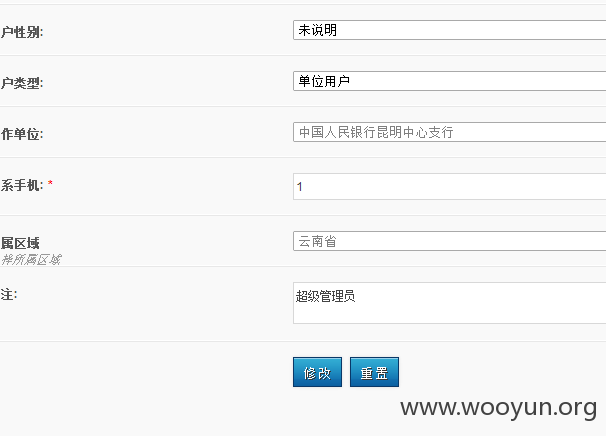 户性别: 未说明
户类型: 单位用户
作单位: 中国人民银行昆明中心支行
系手机: * 1
属区域 云南省
择所属区域
注: 超级管理员
修改 重置
www.wooyun.org